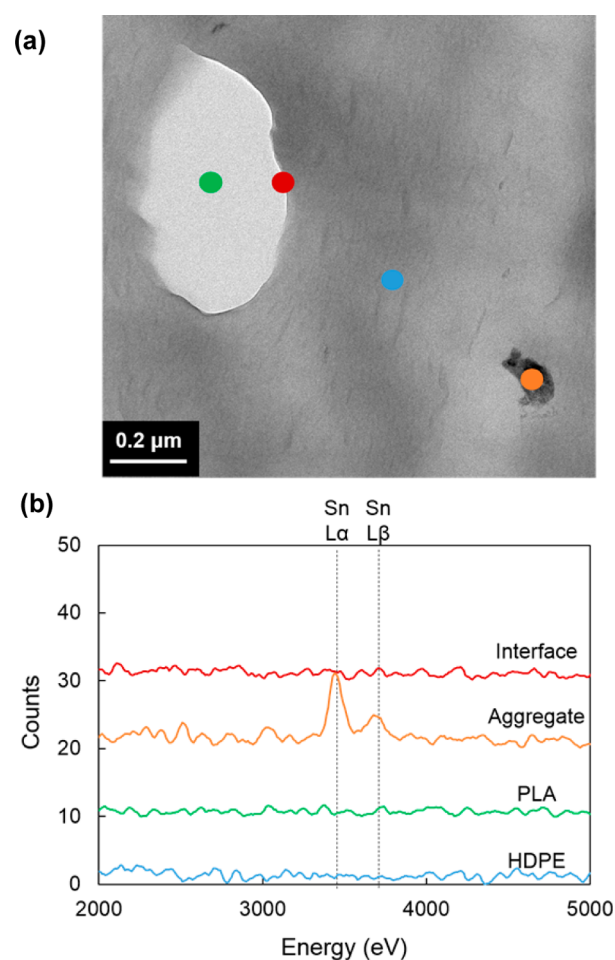 (a)
0.2 μm
(b)
Sn Sn
Lα Lβ
50
40
30
20
10
0
Counts
Interface
Aggregate
PLA
HDPE
2000 3000 4000 5000
Energy (eV)